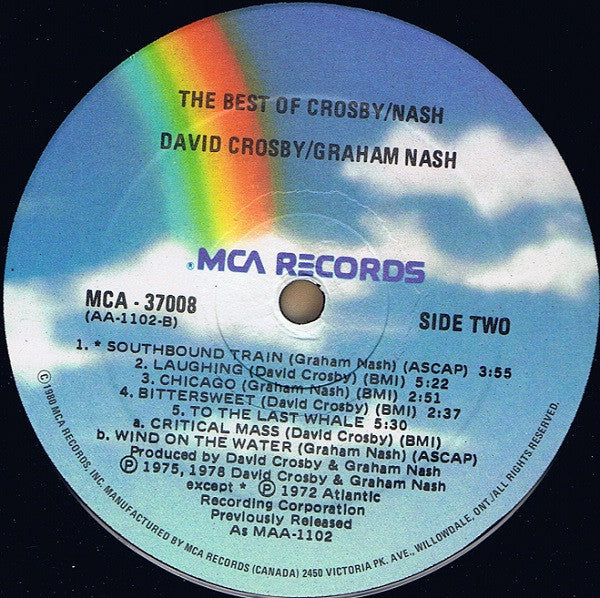 THE BEST OF CROSBY/NASH
DAVID CROSBY/GRAHAM NASH
®MCA RECORDS
MCA - 37008
(AA-1102-B)
SIDE TWO
1. * SOUTHBOUND TRAIN (Graham Nash) (ASCAP) 3:55
2. LAUGHING (David Crosby) (BMI) 5:22
3. CHICAGO (Graham Nash) (BMI) 2:51
4. BITTERSWEET (David Crosby) (BMI) 2:37
5. TO THE LAST WHALE 5:30
a. CRITICAL MASS (David Crosby) (BMI)
b. WIND ON THE WATER (Graham Nash) (ASCAP)
Produced by David Crosby & Graham Nash
Ⓟ 1975, 1978 David Crosby & Graham Nash
except * Ⓟ 1972 Atlantic
Recording Corporation
Previously Released
As MAA-1102
© 1980 MCA RECORDS, INC. MANUFACTURED BY MCA RECORDS (CANADA) 2450 VICTORIA PK. AVE., WILLOWDALE, ONT./ALL RIGHTS RESERVED.